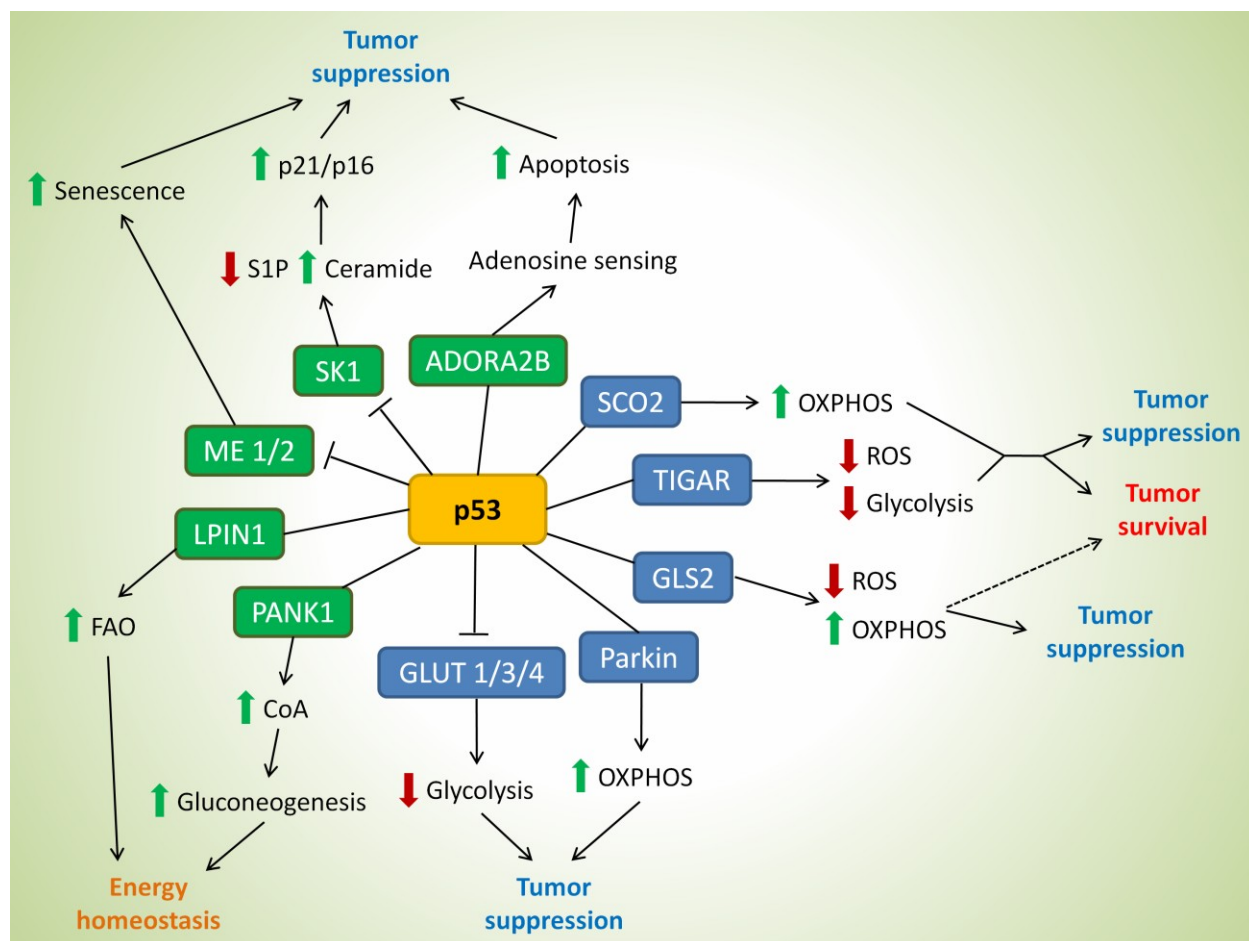 Tumor
suppression
p21/p16
Apoptosis
Senescence
S1P
Ceramide
Adenosine sensing
SK1
ADORA2B
SCO2
OXPHOS
Tumor
suppression
ME 1/2
ROS
TIGAR
Glycolysis
Tumor
survival
p53
LPIN1
GLS2
ROS
OXPHOS
PANK1
FAO
Tumor
suppression
GLUT 1/3/4
Parkin
CoA
Glycolysis
OXPHOS
Gluconeogenesis
Energy
homeostasis
Tumor
suppression